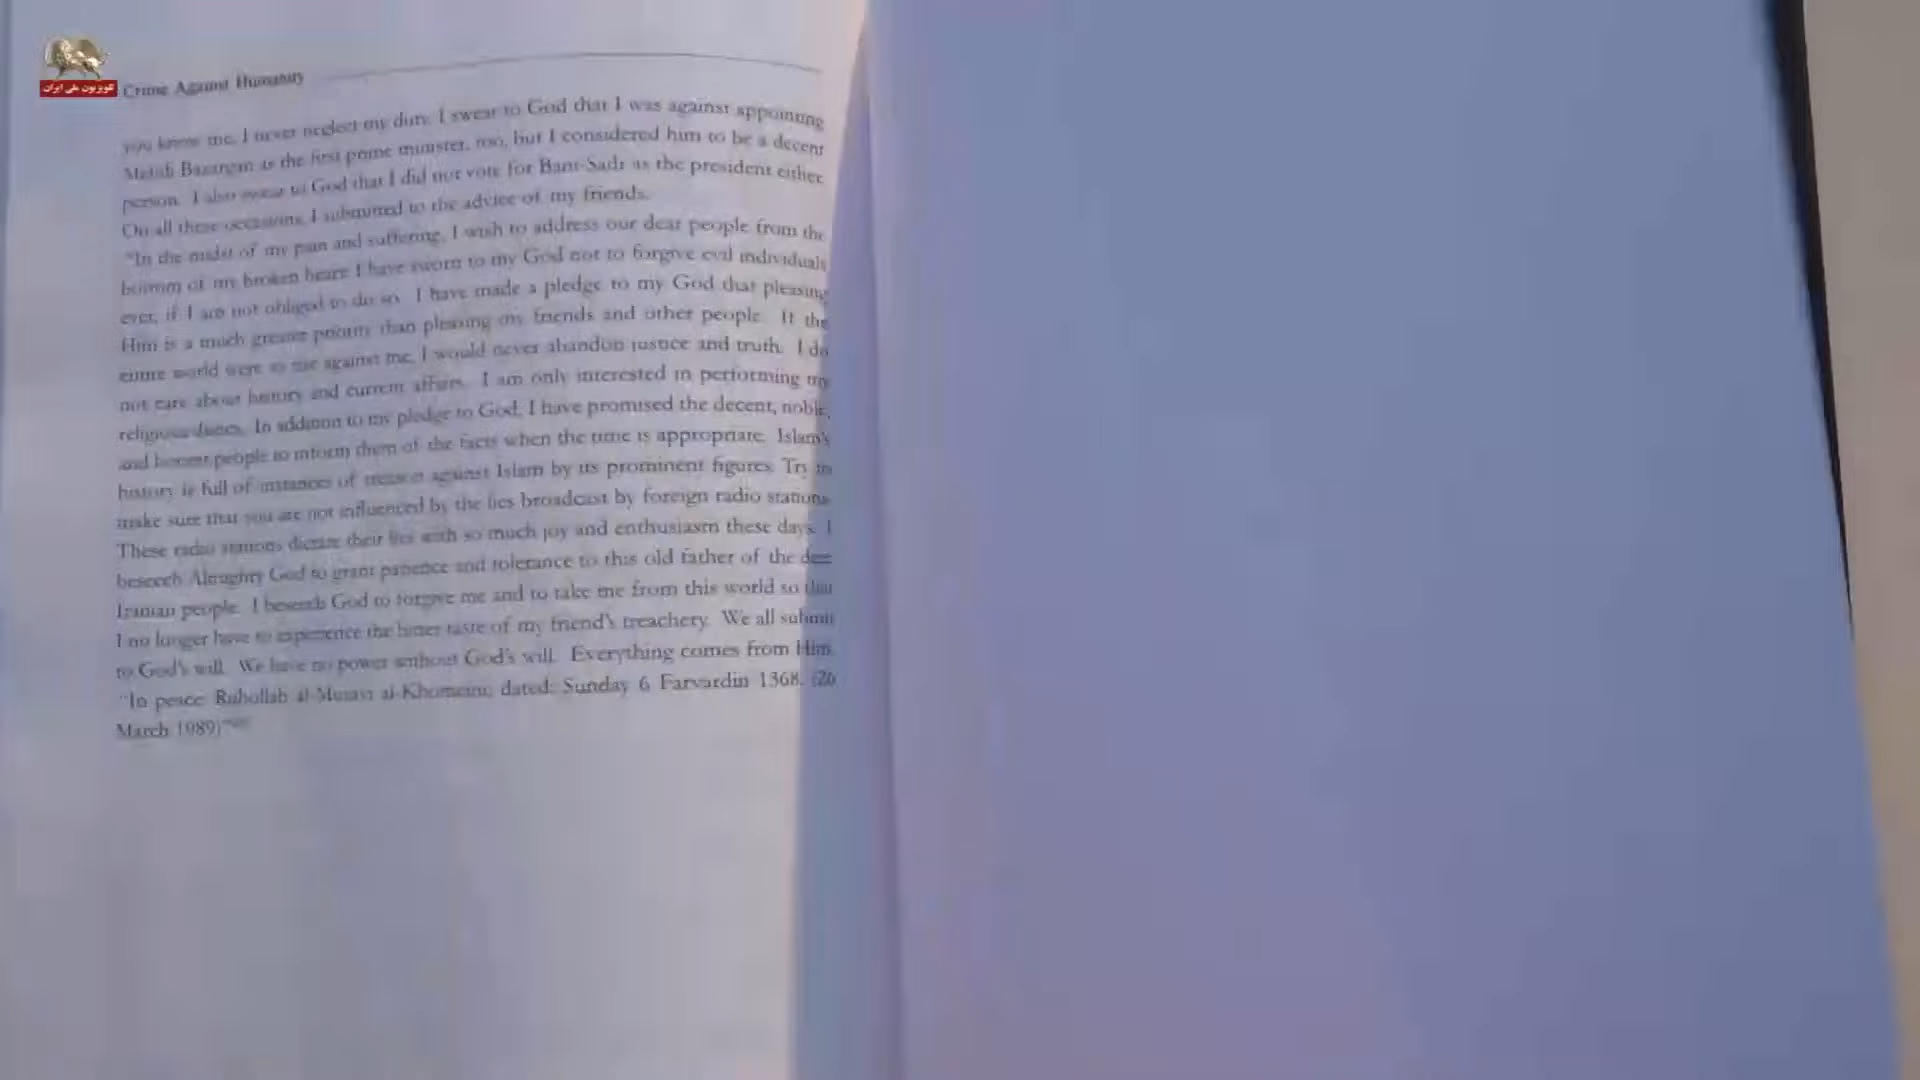 تلویزیون ملی ایران
Crime Against Humanity
you know me, I never neglect my duty. I swear to God that I was against appointing
Mehdi Bazargan as the first prime minister, too, but I considered him to be a decent
person. I also swear to God that I did not vote for Bani-Sadr as the president either.
On all these occasions, I submitted to the advice of my friends.
"In the midst of my pain and suffering, I wish to address our dear people from the
bottom of my broken heart: I have sworn to my God not to forgive evil individuals
ever, if I am not obliged to do so. I have made a pledge to my God that pleasing
Him is a much greater priority than pleasing my friends and other people. If the
entire world were to rise against me, I would never abandon justice and truth. I do
not care about history and current affairs. I am only interested in performing my
religious duties. In addition to my pledge to God, I have promised the decent, noble,
and honest people to inform them of the facts when the time is appropriate. Islam's
history is full of instances of treason against Islam by its prominent figures. Try to
make sure that you are not influenced by the lies broadcast by foreign radio stations.
These radio stations dictate their lies with so much joy and enthusiasm these days. I
beseech Almighty God to grant patience and tolerance to this old father of the dear
Iranian people. I beseech God to forgive me and to take me from this world so that
I no longer have to experience the bitter taste of my friend's treachery. We all submit
to God's will. We have no power without God's will. Everything comes from Him.
"In peace. Ruhollah al-Musavi al-Khomeini; dated: Sunday 6 Farvardin 1368. (26
March 1989)"